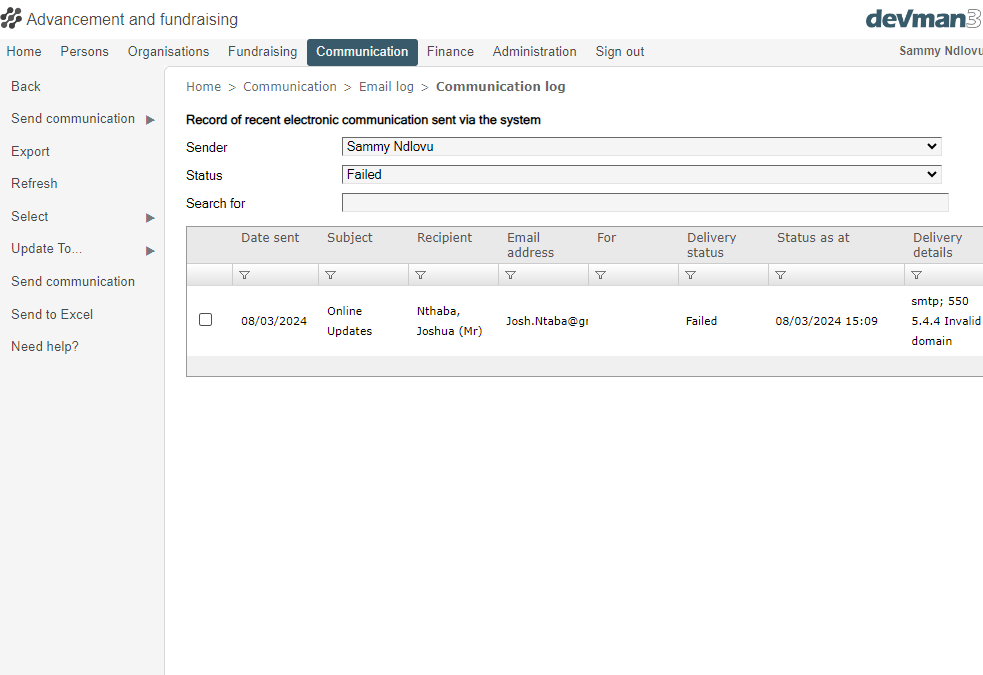 Advancement and fundraising
devman3
Home Persons Organisations Fundraising Communication Finance Administration Sign out Sammy Ndlovu
Back
Send communication
Export
Refresh
Select
Update To...
Send communication
Send to Excel
Need help?
Home > Communication > Email log > Communication log
Record of recent electronic communication sent via the system
Sender Sammy Ndlovu
Status Failed
Search for
Date sent Subject Recipient Email address For Delivery status Status as at Delivery details
08/03/2024 Online Updates Nthaba, Joshua (Mr) Josh.Ntaba@gr Failed 08/03/2024 15:09 smtp; 550 5.4.4 Invalid domain